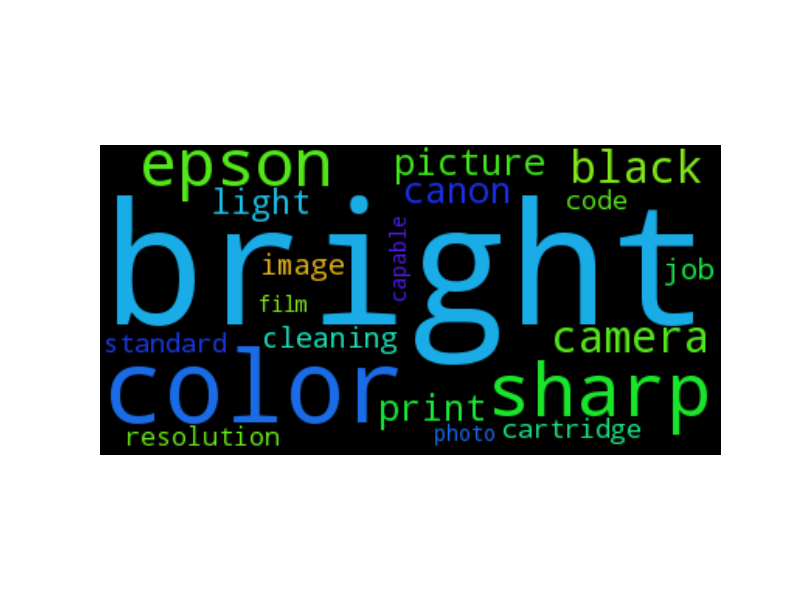 epson
picture
black
light
canon
code
bright
capable
image
job
film
standard
cleaning
camera
color
sharp
print
resolution
photo
cartridge